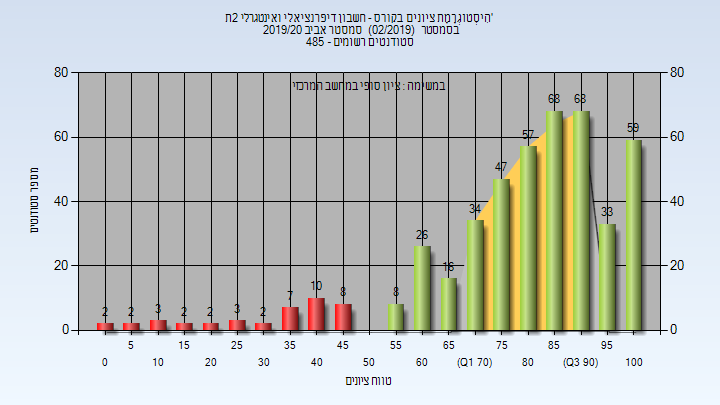 היסטוגרמת ציונים בקורס - חשבון דיפרנציאלי ואינטגרלי 2ת'
בסמסטר (02/2019) סמסטר אביב 2019/20
סטודנטים רשומים - 485
במשימה : ציון סופי במחשב המרכזי
מספר סטודנטים
80 80
60 60
40 40
20 20
0 0
2 2 3 2 2 3 2 7 10 8 8 26 16 34 47 57 68 68 33 59
5 15 25 35 45 55 65 75 85 95
0 10 20 30 40 50 60 (Q1 70) 80 (Q3 90) 100
טווח ציונים